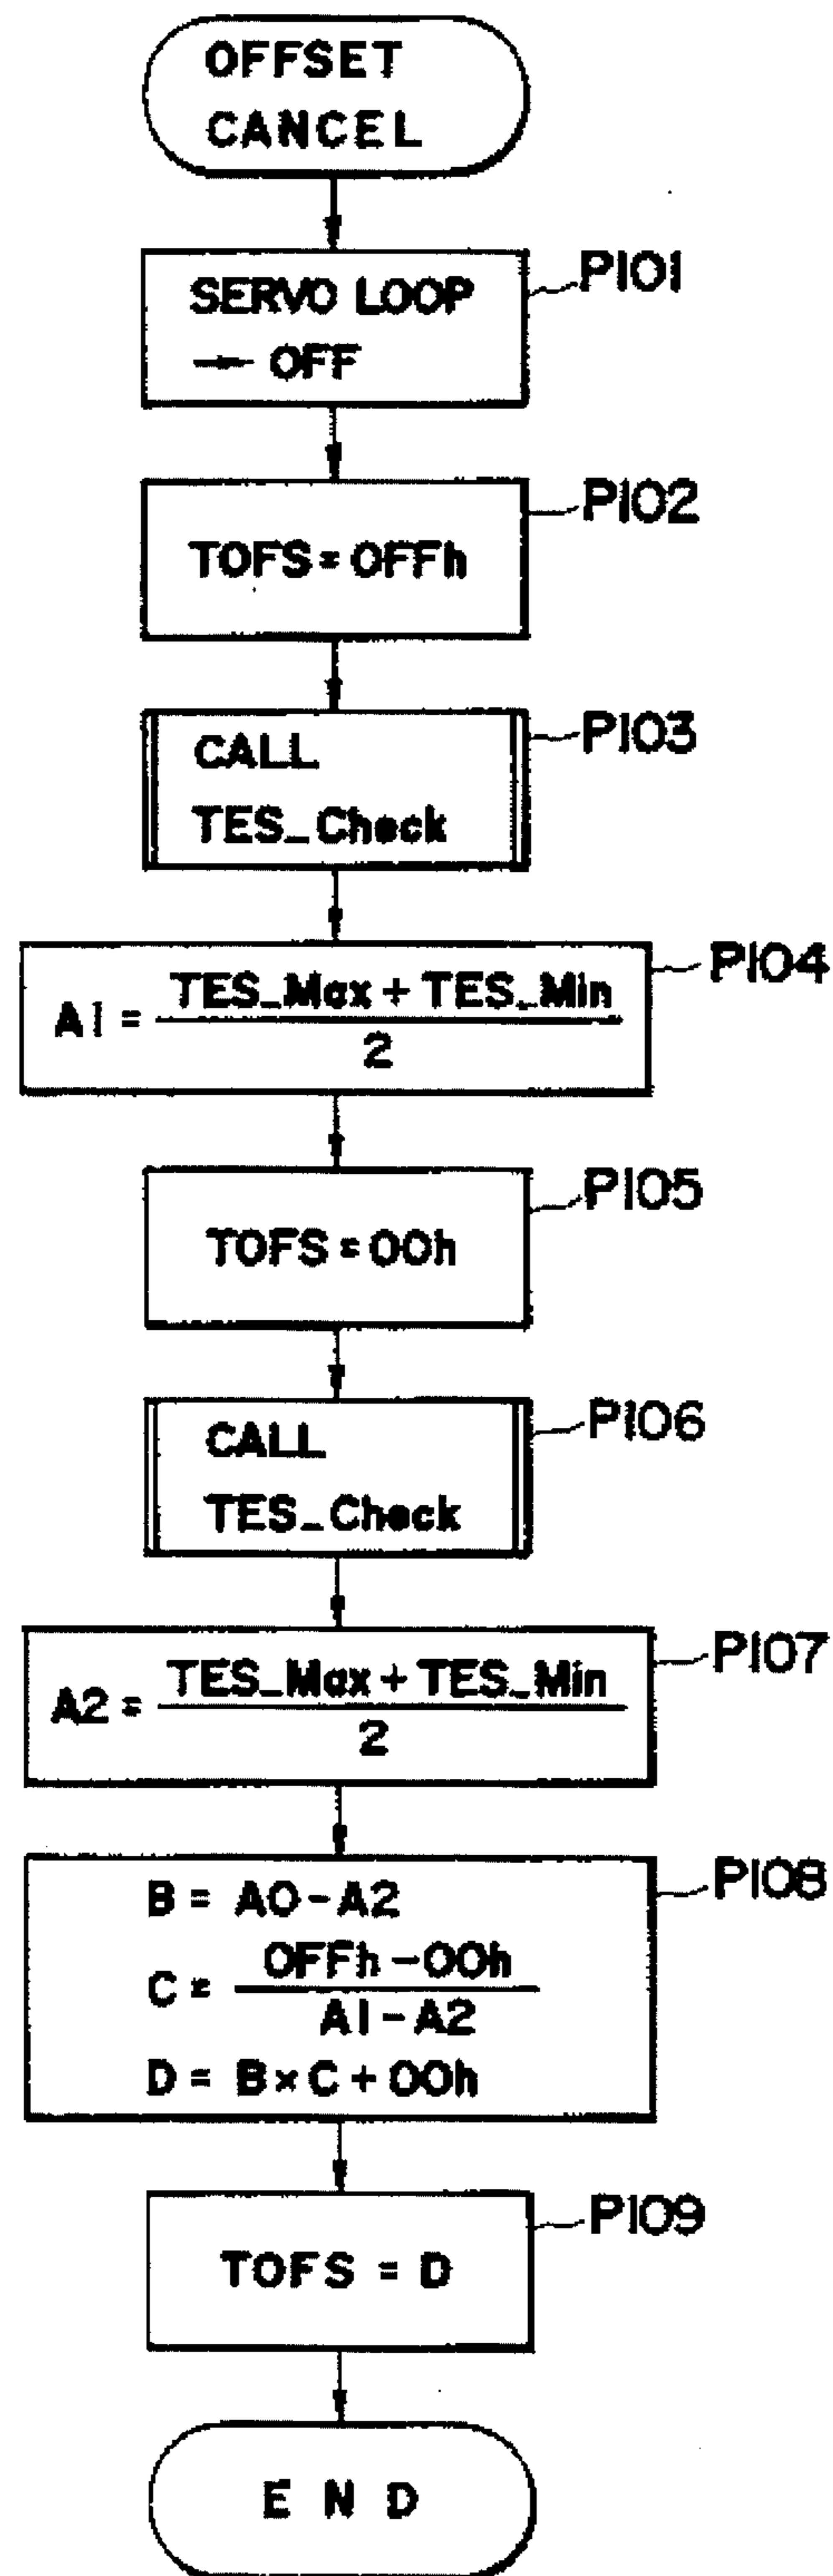 OFFSET
CANCEL
SERVO LOOP
→ OFF
P101
TOFS = 0FFh
P102
CALL
TES_Check
P103
A1 = TES_Max + TES_Min
2
P104
TOFS = 00h
P105
CALL
TES_Check
P106
A2 = TES_Max + TES_Min
2
P107
B = A0 - A2
C = 0FFh - 00h
A1 - A2
D = B × C + 00h
P108
TOFS = D
P109
END